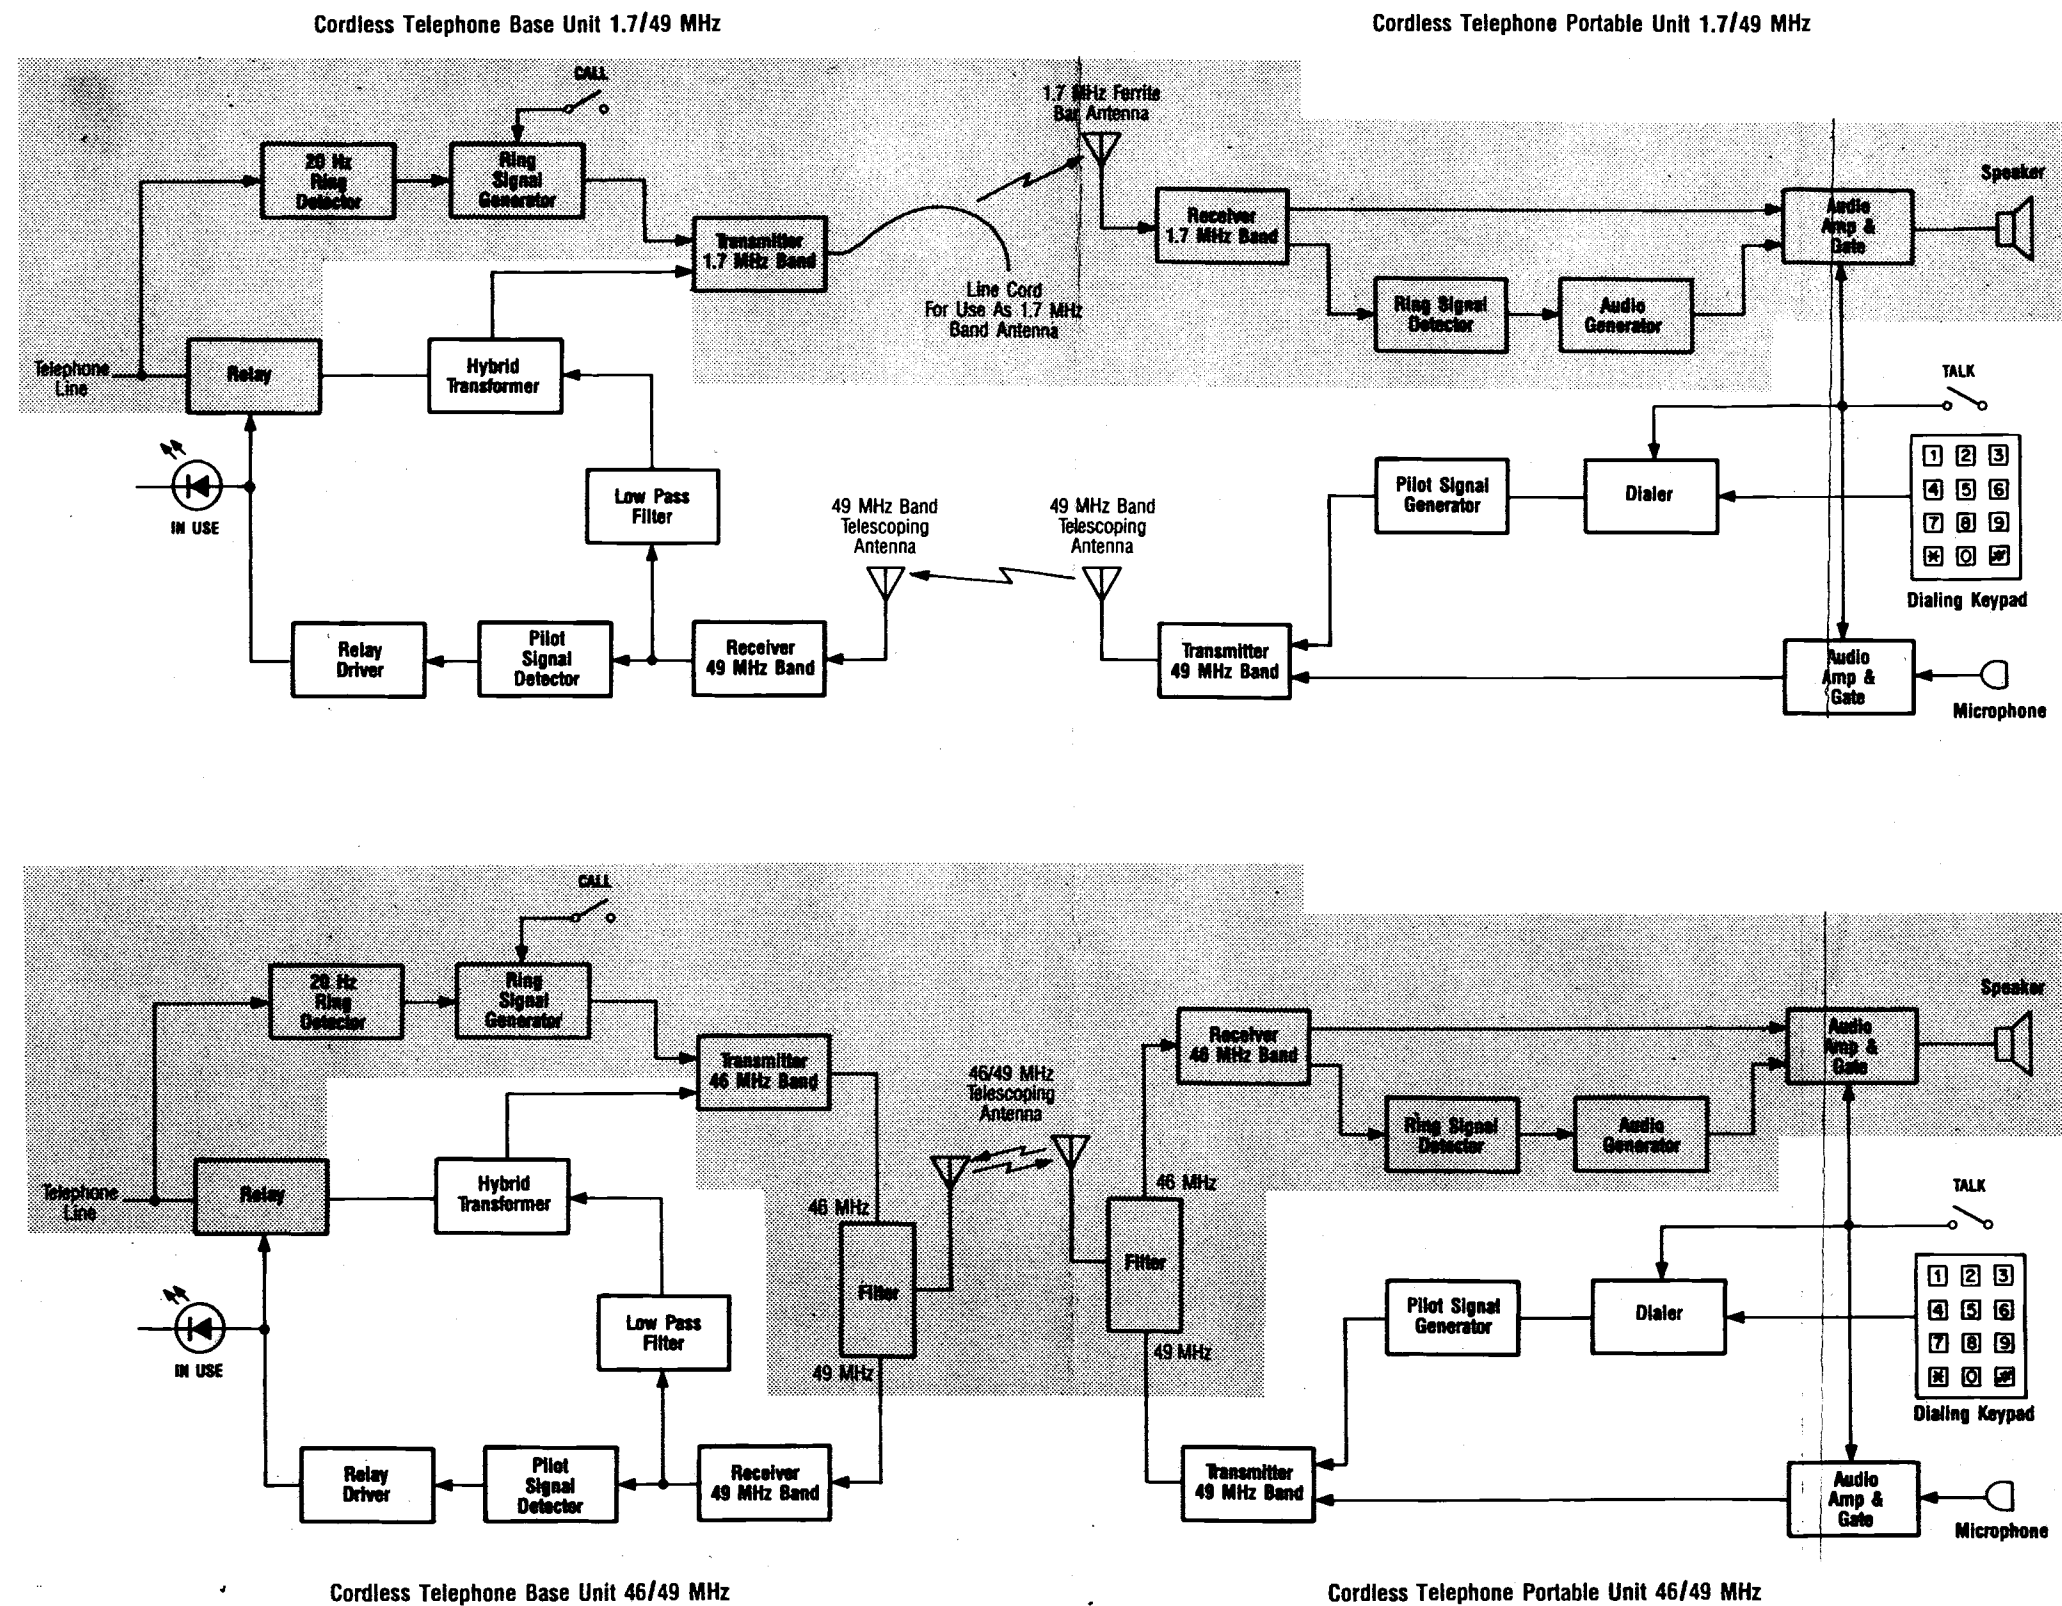 Cordless Telephone Base Unit 1.7/49 MHz
Cordless Telephone Portable Unit 1.7/49 MHz
CALL
1.7 MHz Ferrite
Bar Antenna
20 Hz
Ring
Detector
Ring
Signal
Generator
Transmitter
1.7 MHz Band
Line Cord
For Use As 1.7 MHz
Band Antenna
Receiver
1.7 MHz Band
Audio
Amp &
Gate
Speaker
Ring Signal
Detector
Audio
Generator
Telephone
Line
Relay
Hybrid
Transformer
TALK
IN USE
Low Pass
Filter
49 MHz Band
Telescoping
Antenna
49 MHz Band
Telescoping
Antenna
Pilot Signal
Generator
Dialer
1 2 3
4 5 6
7 8 9
* 0 #
Dialing Keypad
Relay
Driver
Pilot
Signal
Detector
Receiver
49 MHz Band
Transmitter
49 MHz Band
Audio
Amp &
Gate
Microphone
CALL
20 Hz
Ring
Detector
Ring
Signal
Generator
Transmitter
46 MHz Band
46/49 MHz
Telescoping
Antenna
Receiver
46 MHz Band
Audio
Amp &
Gate
Speaker
Ring Signal
Detector
Audio
Generator
Telephone
Line
Relay
Hybrid
Transformer
46 MHz
Filter
49 MHz
46 MHz
Filter
49 MHz
TALK
IN USE
Low Pass
Filter
Pilot Signal
Generator
Dialer
1 2 3
4 5 6
7 8 9
* 0 #
Dialing Keypad
Relay
Driver
Pilot
Signal
Detector
Receiver
49 MHz Band
Transmitter
49 MHz Band
Audio
Amp &
Gate
Microphone
Cordless Telephone Base Unit 46/49 MHz
Cordless Telephone Portable Unit 46/49 MHz